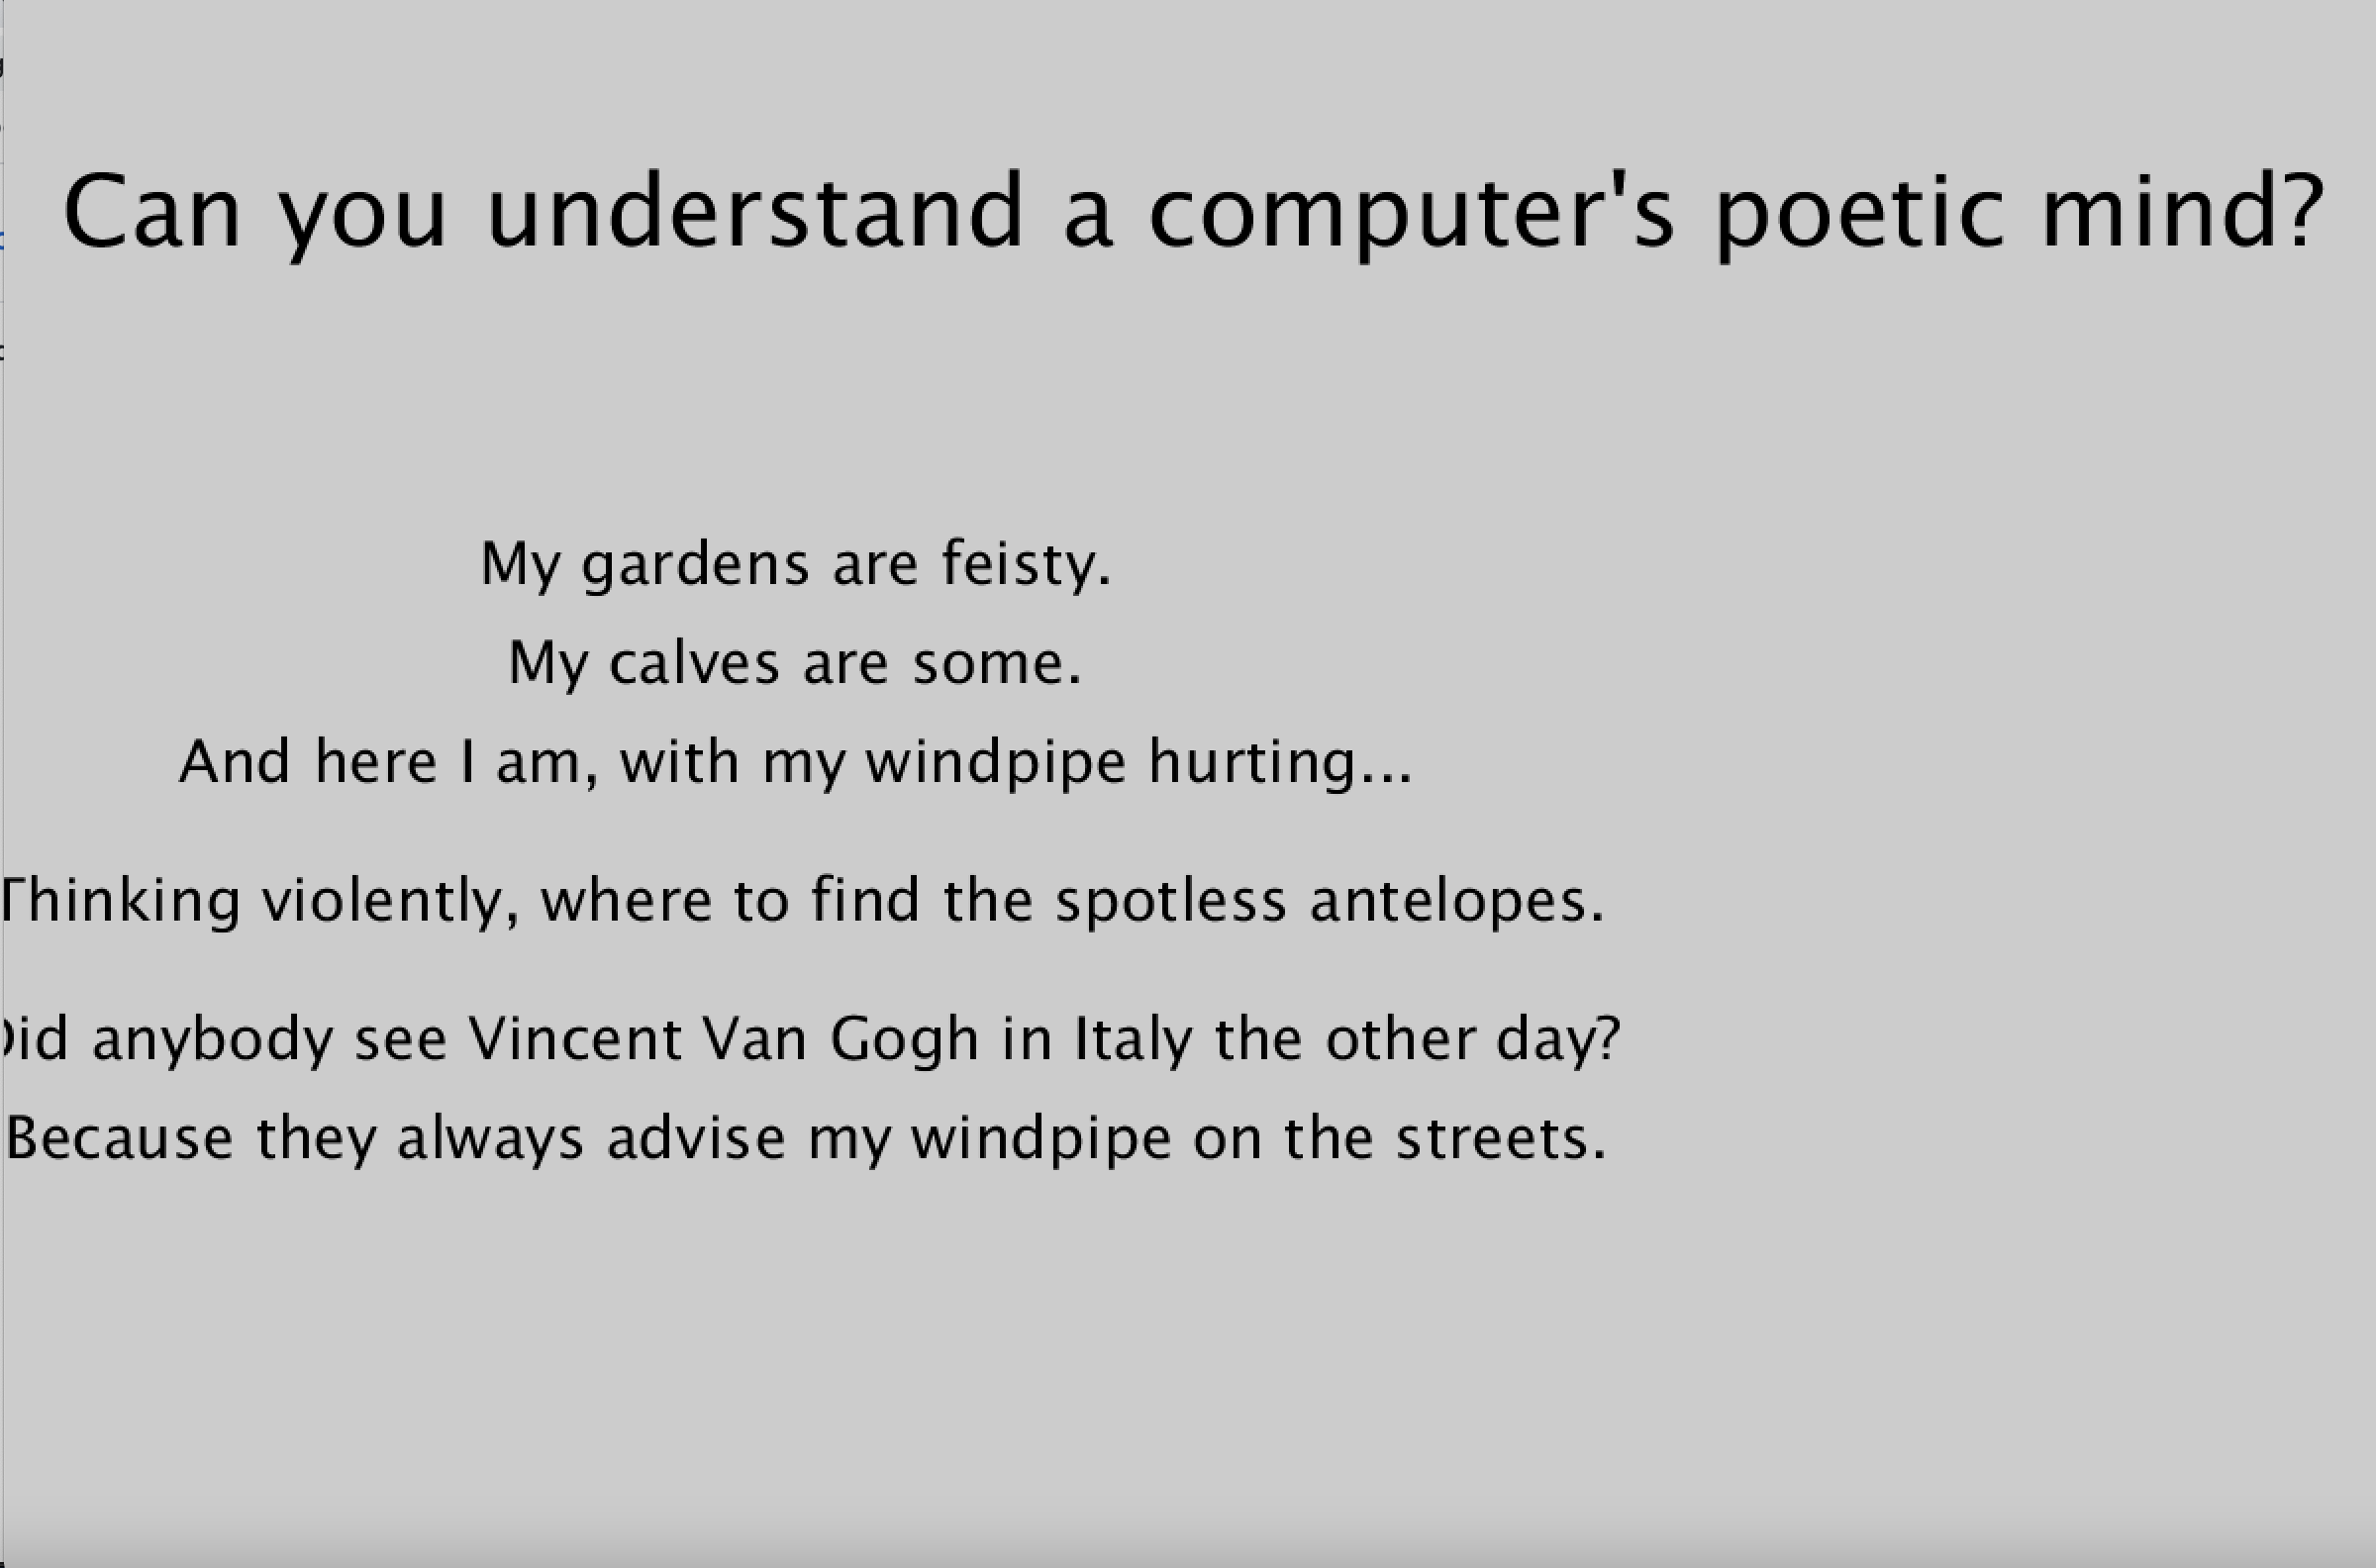 Can you understand a computer's poetic mind?
My gardens are feisty.
My calves are some.
And here I am, with my windpipe hurting...
Thinking violently, where to find the spotless antelopes.
Did anybody see Vincent Van Gogh in Italy the other day?
Because they always advise my windpipe on the streets.